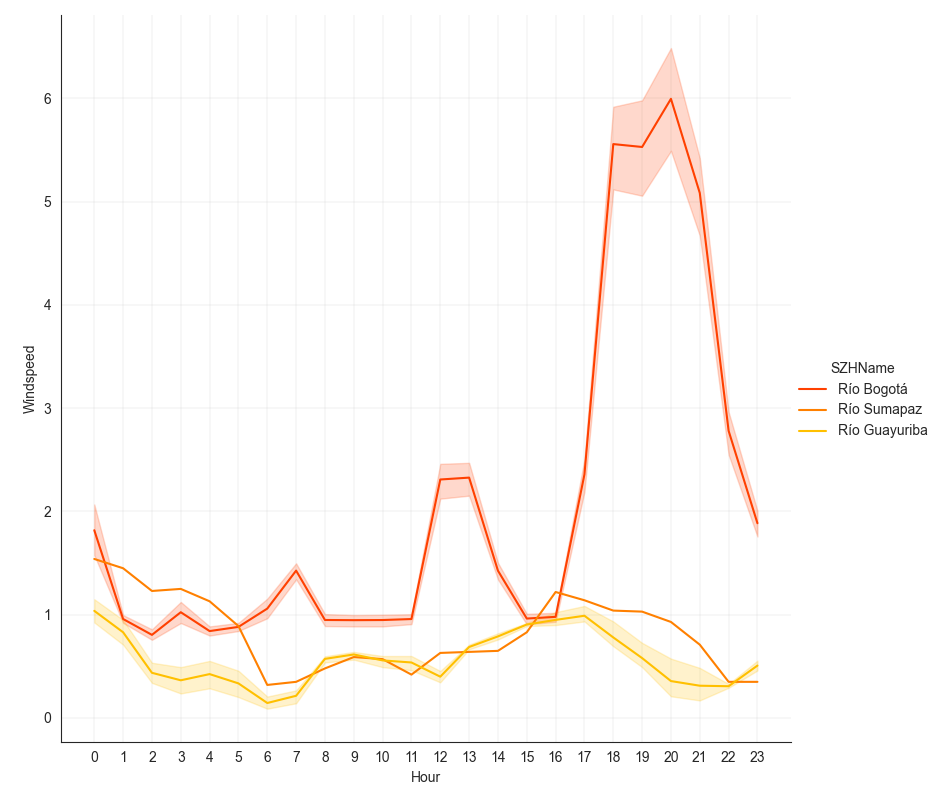 6
5
4
3
2
1
0
Windspeed
0 1 2 3 4 5 6 7 8 9 10 11 12 13 14 15 16 17 18 19 20 21 22 23
Hour
SZHName
Río Bogotá
Río Sumapaz
Río Guayuriba